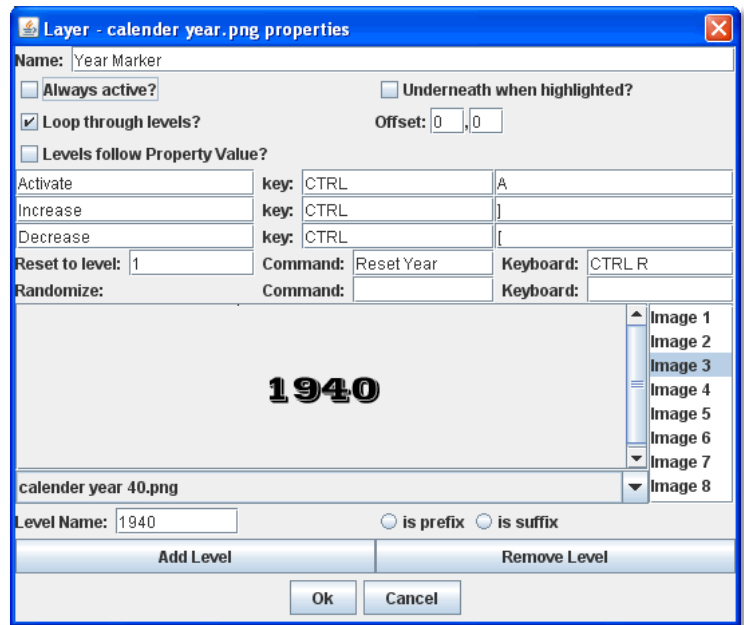 Layer - calender year.png properties
Name: Year Marker
Always active? Underneath when highlighted?
Loop through levels? Offset: 0 ,0
Levels follow Property Value?
Activate key: CTRL A
Increase key: CTRL ]
Decrease key: CTRL [
Reset to level: 1 Command: Reset Year Keyboard: CTRL R
Randomize: Command: Keyboard:
1940
Image 1
Image 2
Image 3
Image 4
Image 5
Image 6
Image 7
Image 8
calender year 40.png
Level Name: 1940 is prefix is suffix
Add Level Remove Level
Ok Cancel